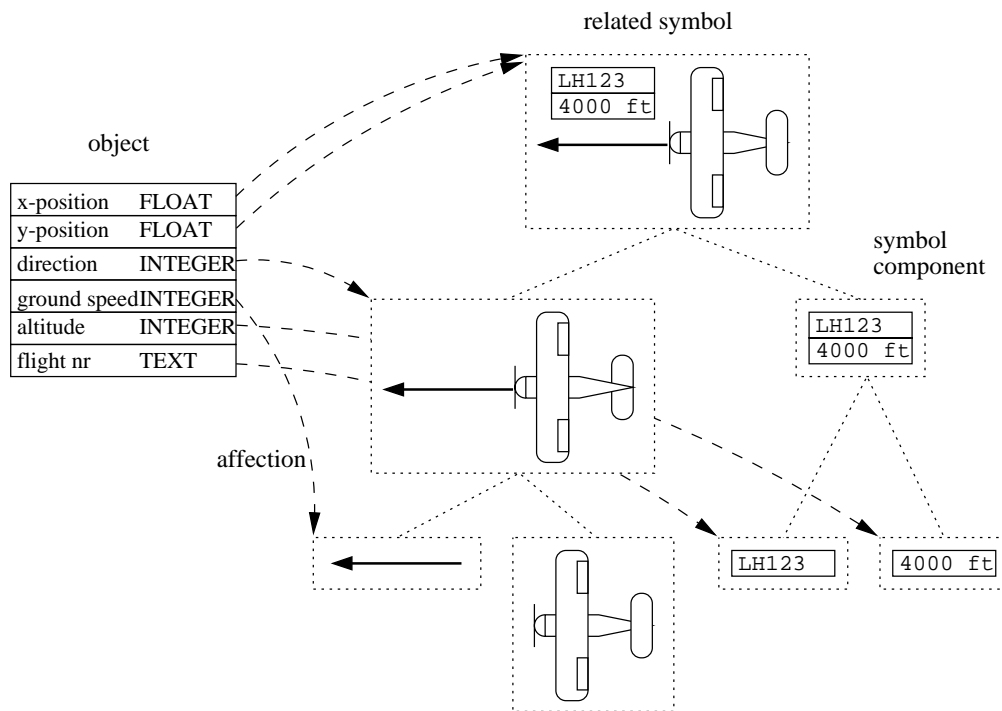 related symbol
LH123
4000 ft
object
x-position FLOAT
y-position FLOAT
direction INTEGER
ground speed INTEGER
altitude INTEGER
flight nr TEXT
symbol
component
LH123
4000 ft
affection
LH123
4000 ft